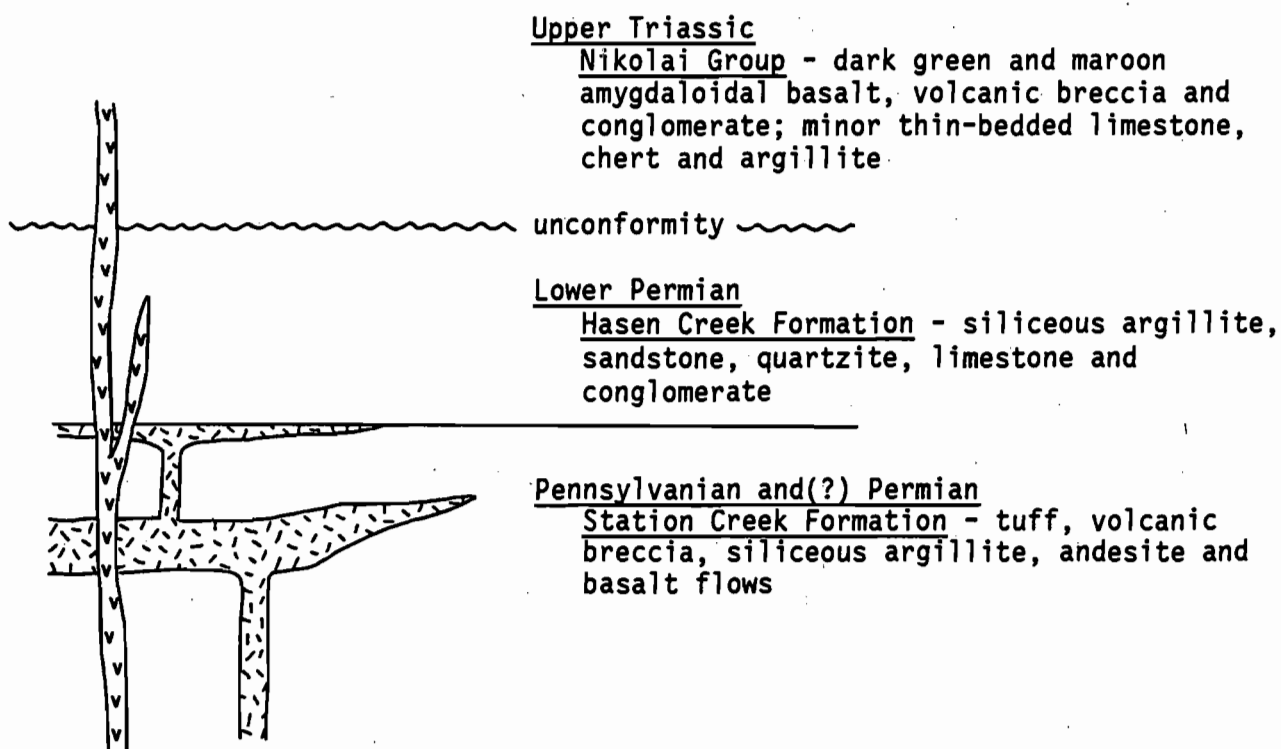 Upper Triassic
Nikolai Group - dark green and maroon
amygdaloidal basalt, volcanic breccia and
conglomerate; minor thin-bedded limestone,
chert and argillite
unconformity
Lower Permian
Hasen Creek Formation - siliceous argillite,
sandstone, quartzite, limestone and
conglomerate
Pennsylvanian and(?) Permian
Station Creek Formation - tuff, volcanic
breccia, siliceous argillite, andesite and
basalt flows